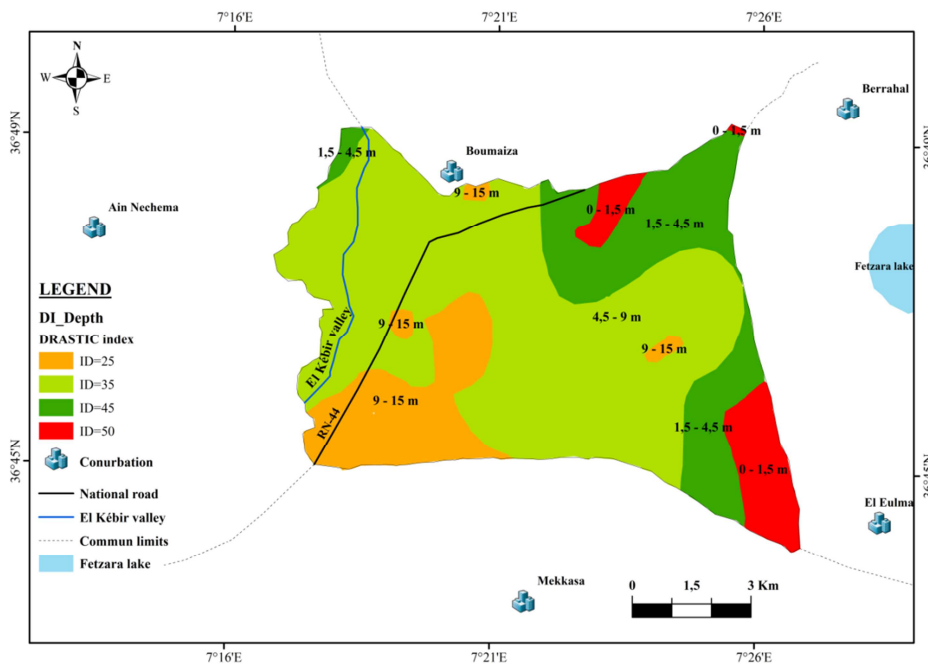 7°16'E 7°21'E 7°26'E
N
W E
S
36°49'N
36°49'N
Berrahal
0 - 1,5 m
1,5 - 4,5 m
Boumaiza
9 - 15 m
Ain Nechema
0 - 1,5 m
1,5 - 4,5 m
Fetzara lake
LEGEND
DI_Depth
DRASTIC index
ID=25
ID=35
ID=45
ID=50
Conurbation
National road
El Kébir valley
Commun limits
Fetzara lake
El Kébir valley
9 - 15 m
4,5 - 9 m
9 - 15 m
9 - 15 m
RN-44
1,5 - 4,5 m
0 - 1,5 m
36°45'N
36°45'N
El Eulma
Mekkasa
0 1,5 3 Km
7°16'E 7°21'E 7°26'E